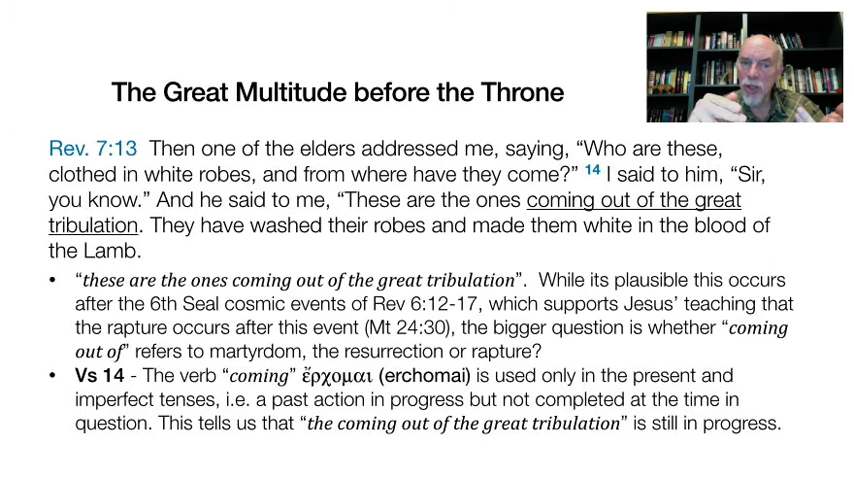 The Great Multitude before the Throne
Rev. 7:13 Then one of the elders addressed me, saying, “Who are these,
clothed in white robes, and from where have they come?” 14 I said to him, “Sir,
you know.” And he said to me, “These are the ones coming out of the great
tribulation. They have washed their robes and made them white in the blood of
the Lamb.
• “these are the ones coming out of the great tribulation”. While its plausible this occurs
after the 6th Seal cosmic events of Rev 6:12-17, which supports Jesus’ teaching that
the rapture occurs after this event (Mt 24:30), the bigger question is whether “coming
out of” refers to martyrdom, the resurrection or rapture?
• Vs 14 - The verb “coming” ἔρχομαι (erchomai) is used only in the present and
imperfect tenses, i.e. a past action in progress but not completed at the time in
question. This tells us that “the coming out of the great tribulation” is still in progress.